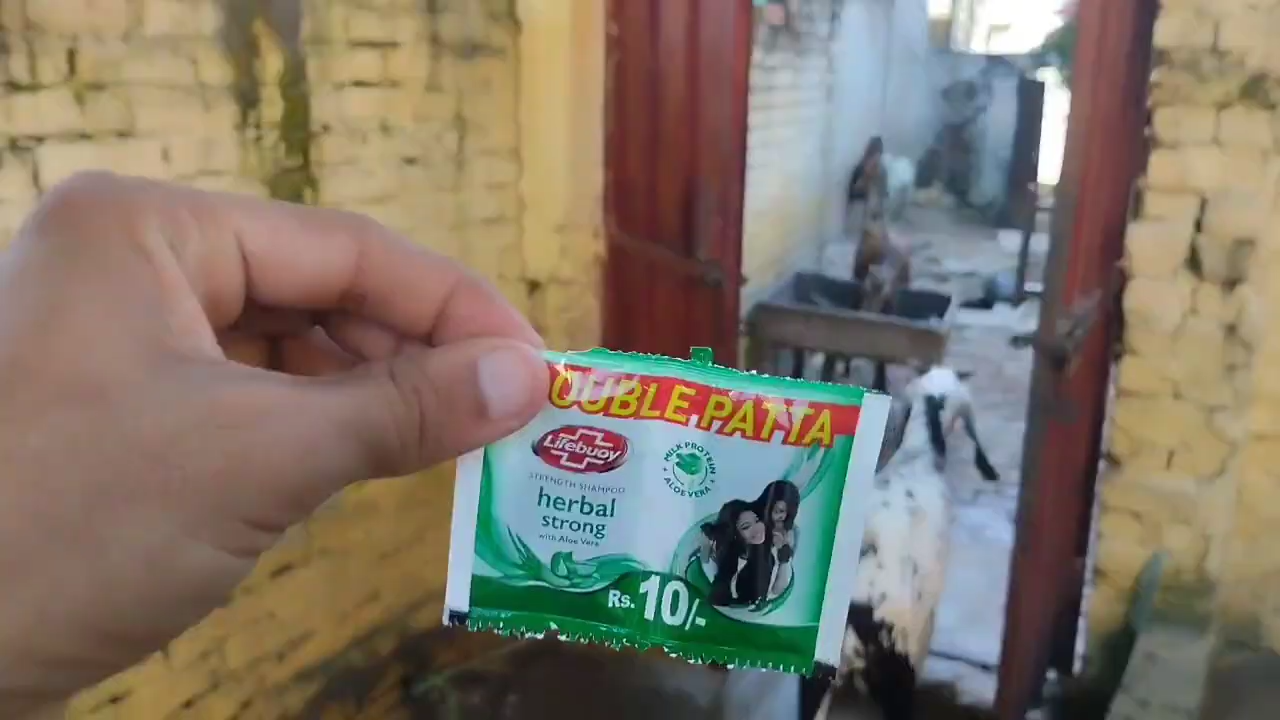 OUBLE PATTA
Lifebuoy
STRENGTH SHAMPOO
herbal
strong
with Aloe Vera
MILK PROTEIN
ALOE VERA
Rs. 10/-